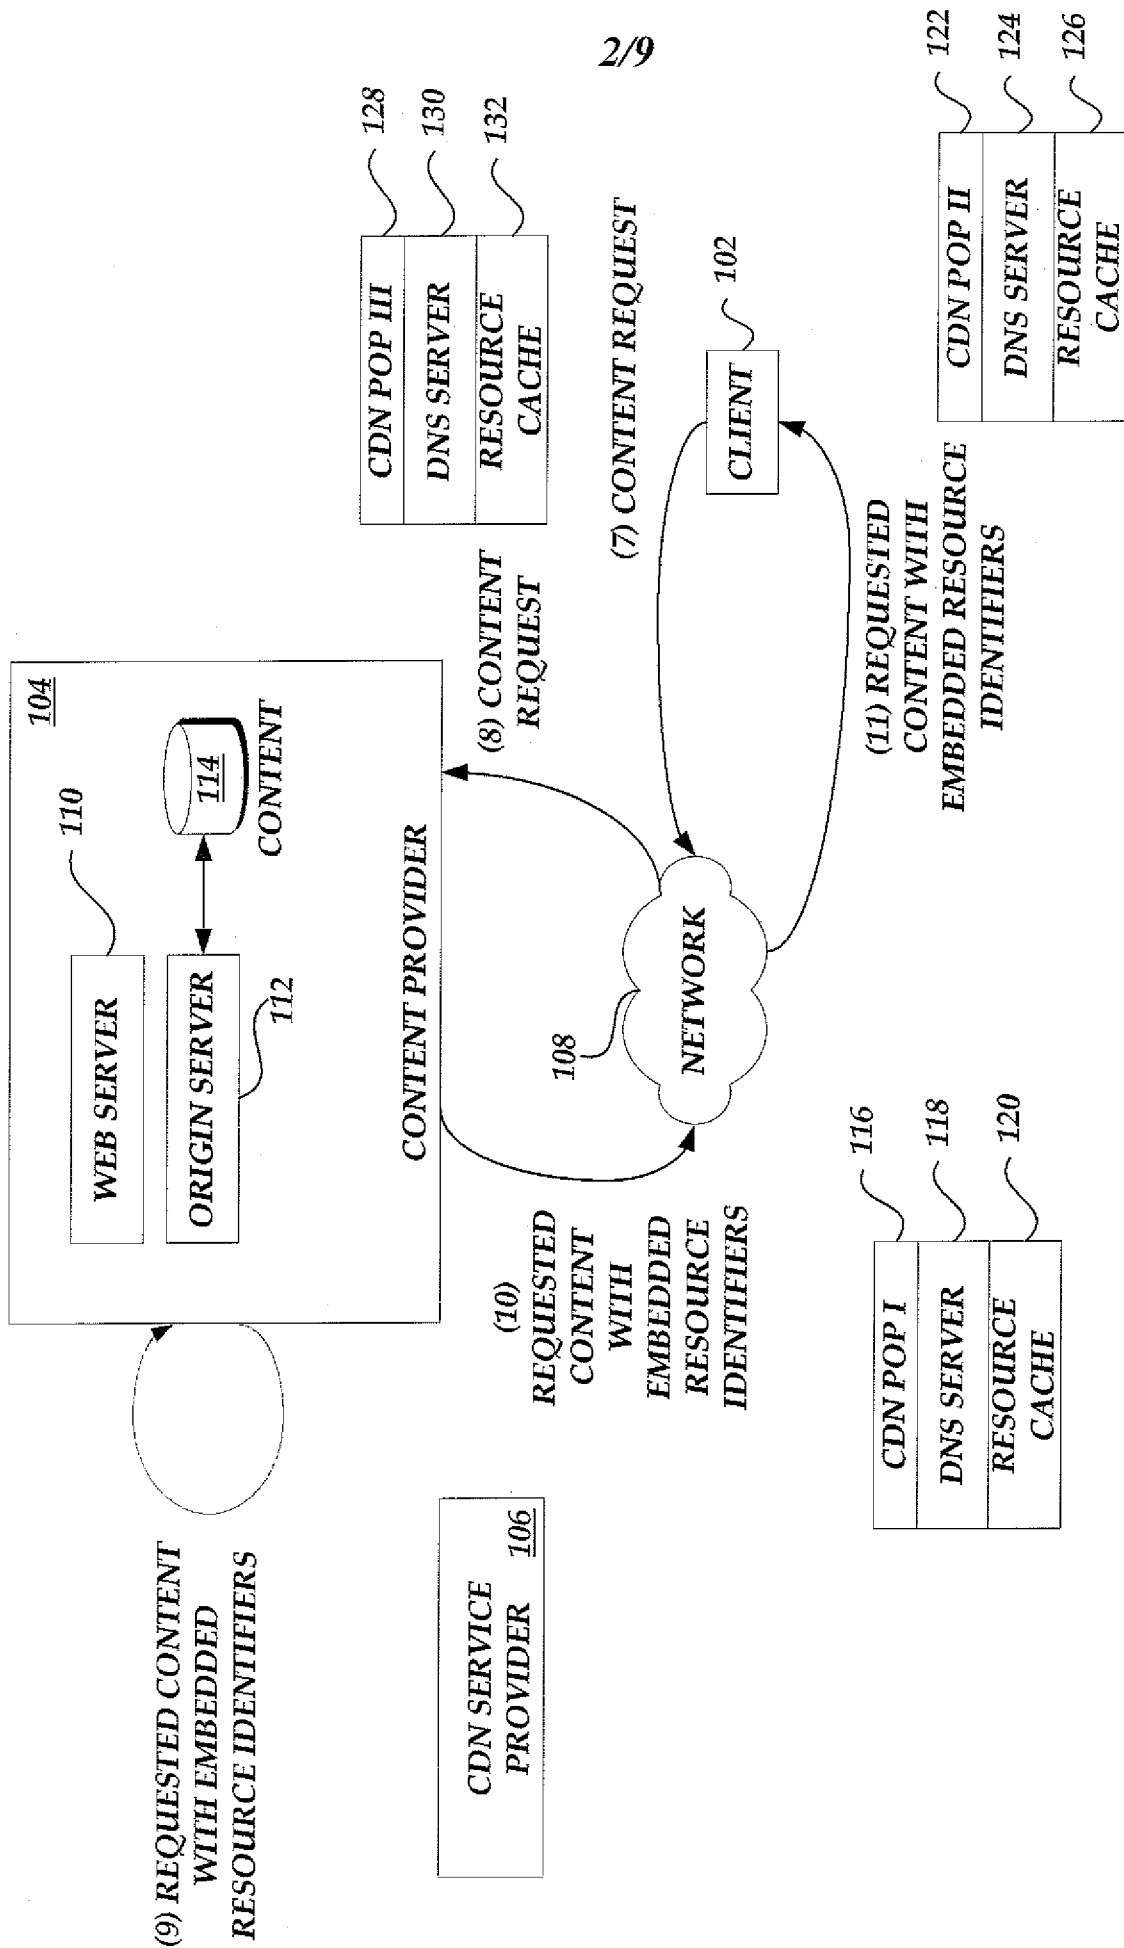 2/9
104
WEB SERVER
110
ORIGIN SERVER
112
114
CONTENT
CONTENT PROVIDER
(9) REQUESTED CONTENT
WITH EMBEDDED
RESOURCE IDENTIFIERS
CDN SERVICE
PROVIDER
106
(10)
REQUESTED
CONTENT
WITH
EMBEDDED
RESOURCE
IDENTIFIERS
(8) CONTENT
REQUEST
CDN POP III
DNS SERVER
RESOURCE
CACHE
128
130
132
108
NETWORK
(7) CONTENT REQUEST
CLIENT
102
(11) REQUESTED
CONTENT WITH
EMBEDDED RESOURCE
IDENTIFIERS
CDN POP I
DNS SERVER
RESOURCE
CACHE
116
118
120
CDN POP II
DNS SERVER
RESOURCE
CACHE
122
124
126